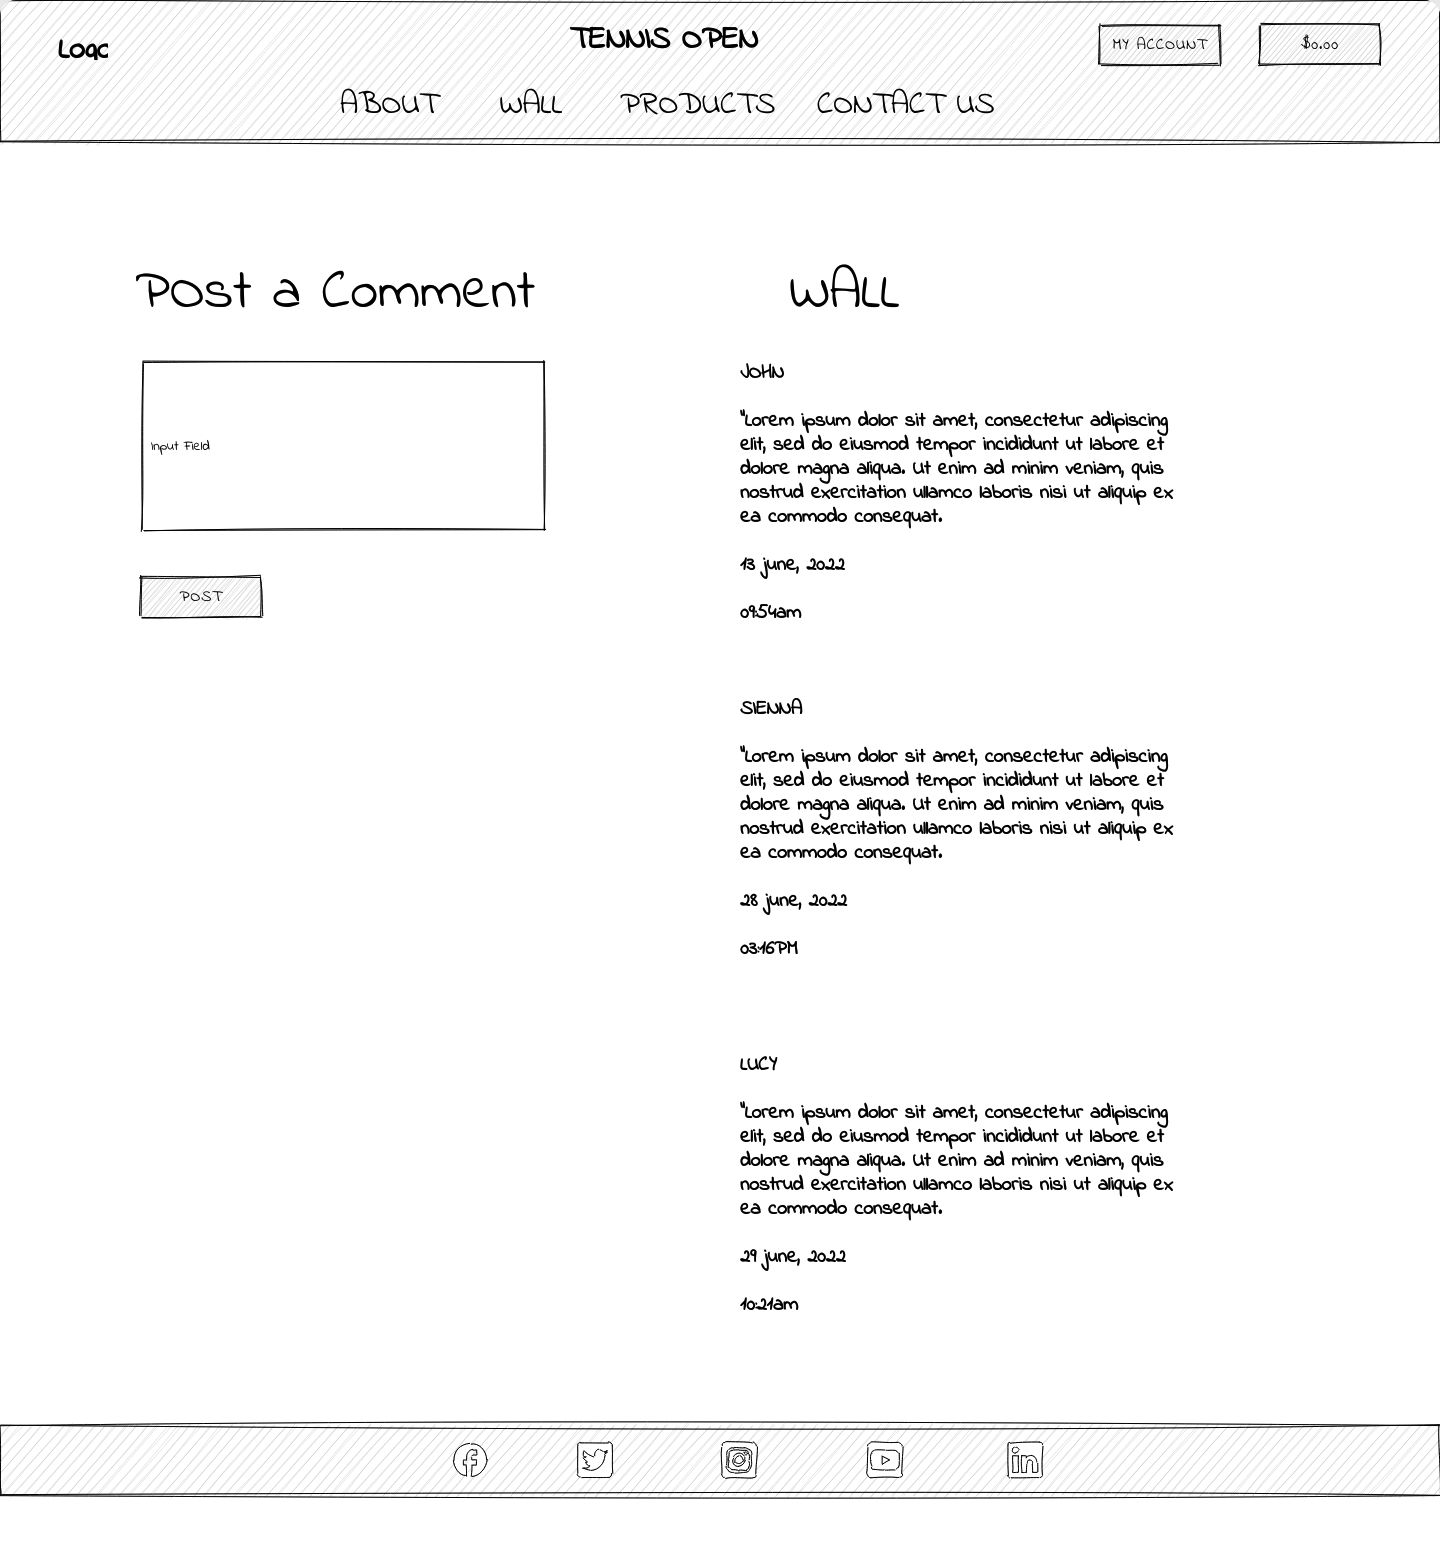 Logo
TENNIS OPEN
MY ACCOUNT
$0.00
ABOUT WALL PRODUCTS CONTACT US
Post a Comment
Input Field
POST
WALL
JOHN
"Lorem ipsum dolor sit amet, consectetur adipiscing
elit, sed do eiusmod tempor incididunt ut labore et
dolore magna aliqua. Ut enim ad minim veniam, quis
nostrud exercitation ullamco laboris nisi ut aliquip ex
ea commodo consequat.
13 june, 2022
09:54am
SIENNA
"Lorem ipsum dolor sit amet, consectetur adipiscing
elit, sed do eiusmod tempor incididunt ut labore et
dolore magna aliqua. Ut enim ad minim veniam, quis
nostrud exercitation ullamco laboris nisi ut aliquip ex
ea commodo consequat.
28 june, 2022
03:16PM
LUCY
"Lorem ipsum dolor sit amet, consectetur adipiscing
elit, sed do eiusmod tempor incididunt ut labore et
dolore magna aliqua. Ut enim ad minim veniam, quis
nostrud exercitation ullamco laboris nisi ut aliquip ex
ea commodo consequat.
29 june, 2022
10:21am